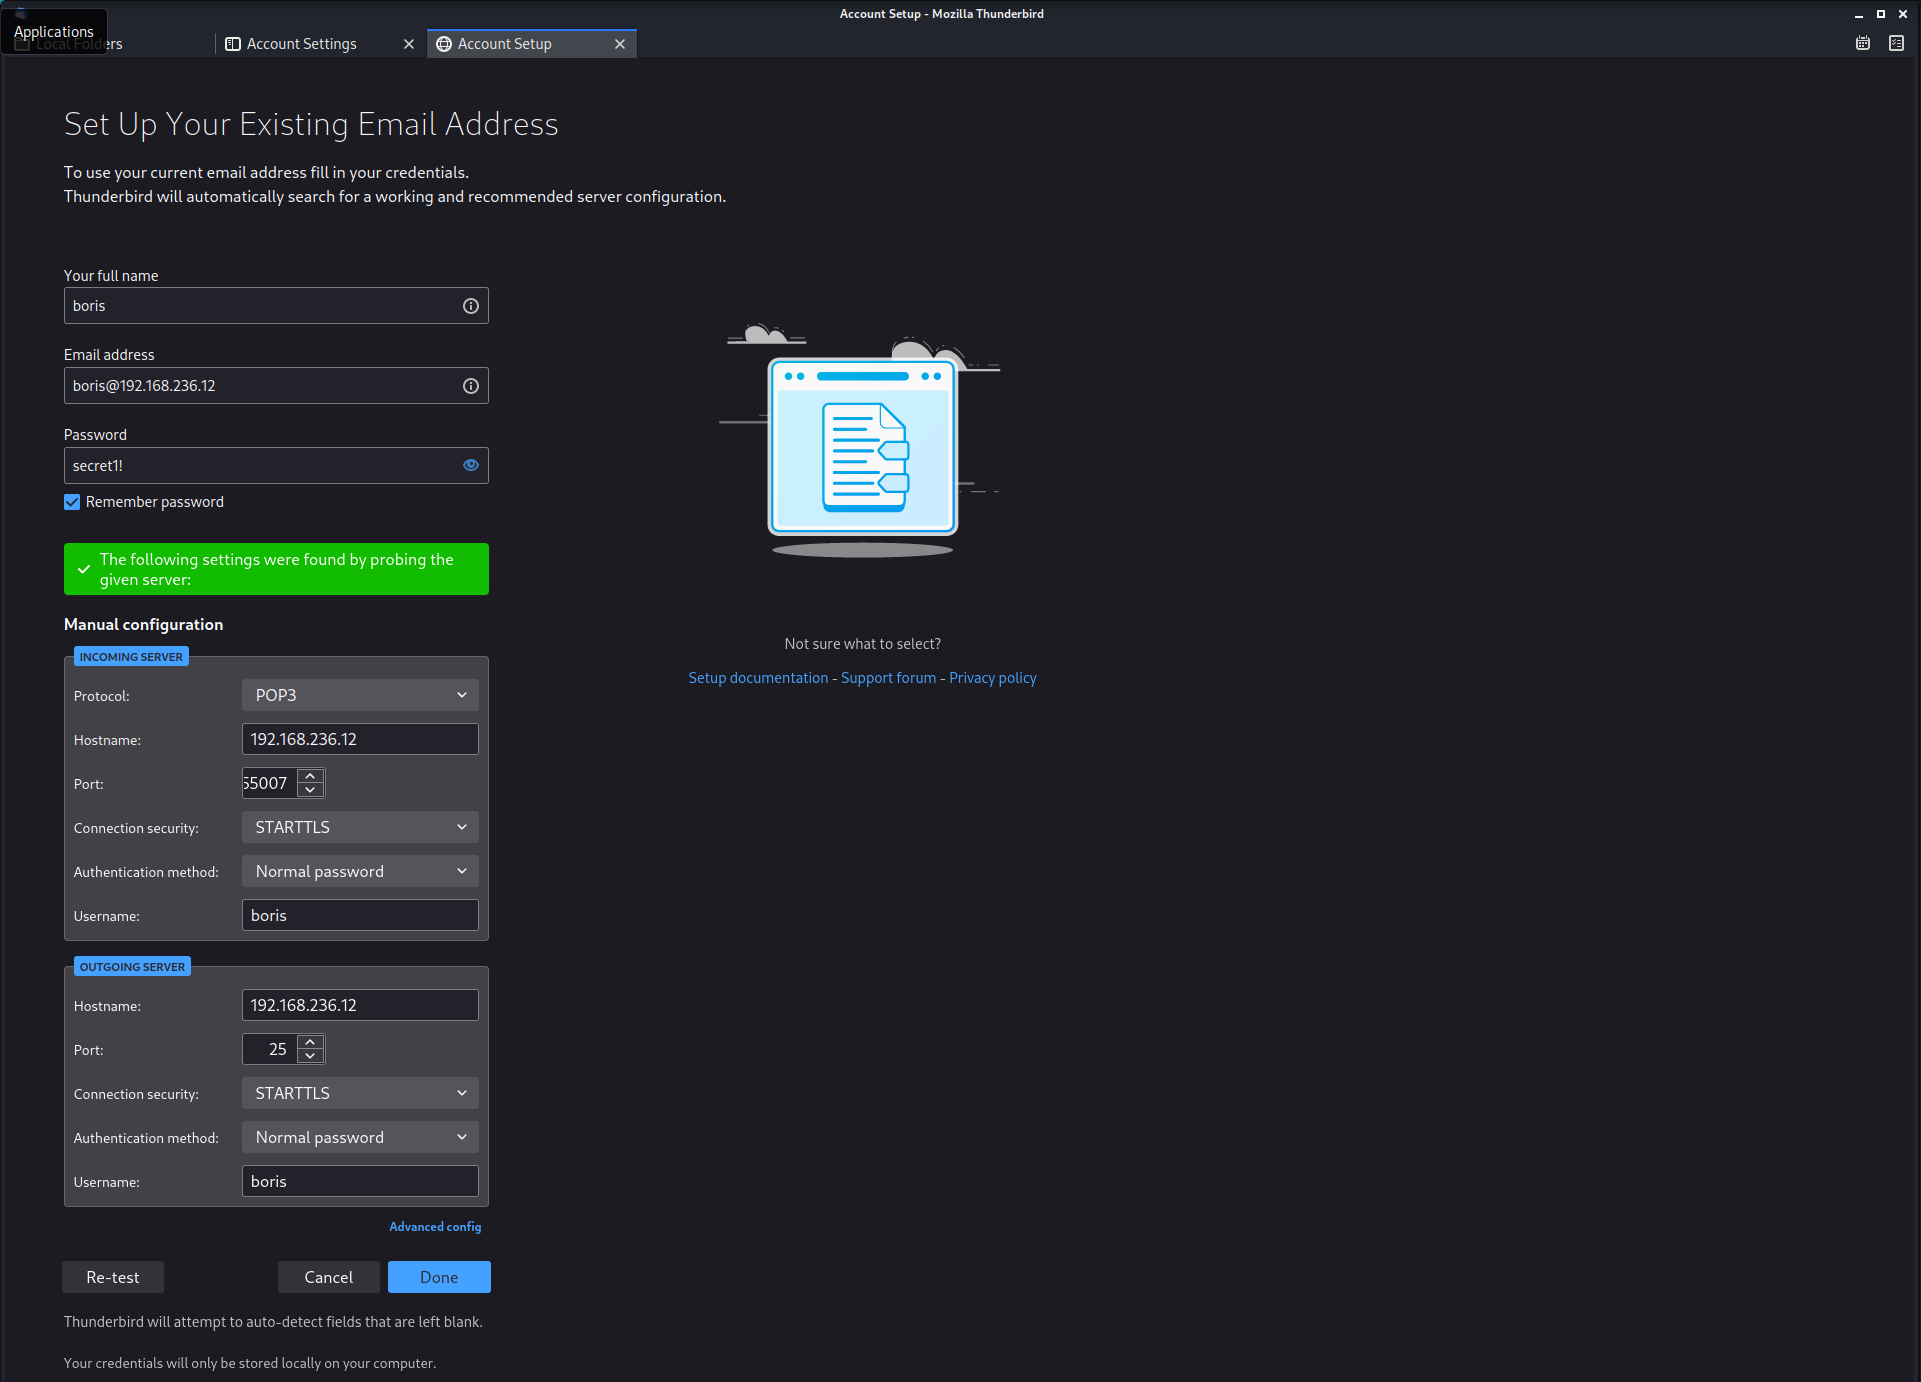 Account Setup - Mozilla Thunderbird
Applications
Local Folders
Account Settings
Account Setup
Set Up Your Existing Email Address
To use your current email address fill in your credentials.
Thunderbird will automatically search for a working and recommended server configuration.
Your full name
boris
Email address
boris@192.168.236.12
Password
secret1!
Remember password
The following settings were found by probing the
given server:
Manual configuration
INCOMING SERVER
Protocol: POP3
Hostname: 192.168.236.12
Port: 55007
Connection security: STARTTLS
Authentication method: Normal password
Username: boris
OUTGOING SERVER
Hostname: 192.168.236.12
Port: 25
Connection security: STARTTLS
Authentication method: Normal password
Username: boris
Advanced config
Re-test Cancel Done
Thunderbird will attempt to auto-detect fields that are left blank.
Your credentials will only be stored locally on your computer.
Not sure what to select?
Setup documentation - Support forum - Privacy policy